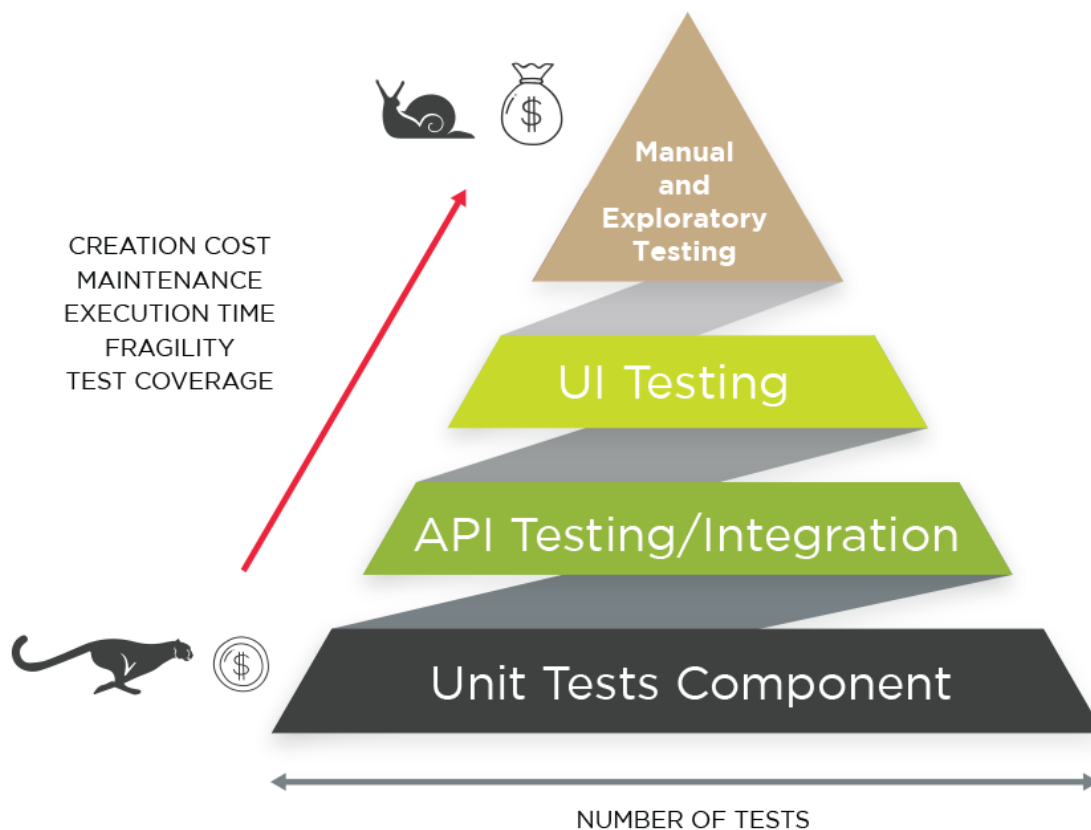 $
Manual
and
Exploratory
Testing
CREATION COST
MAINTENANCE
EXECUTION TIME
FRAGILITY
TEST COVERAGE
UI Testing
API Testing/Integration
$
Unit Tests Component
NUMBER OF TESTS